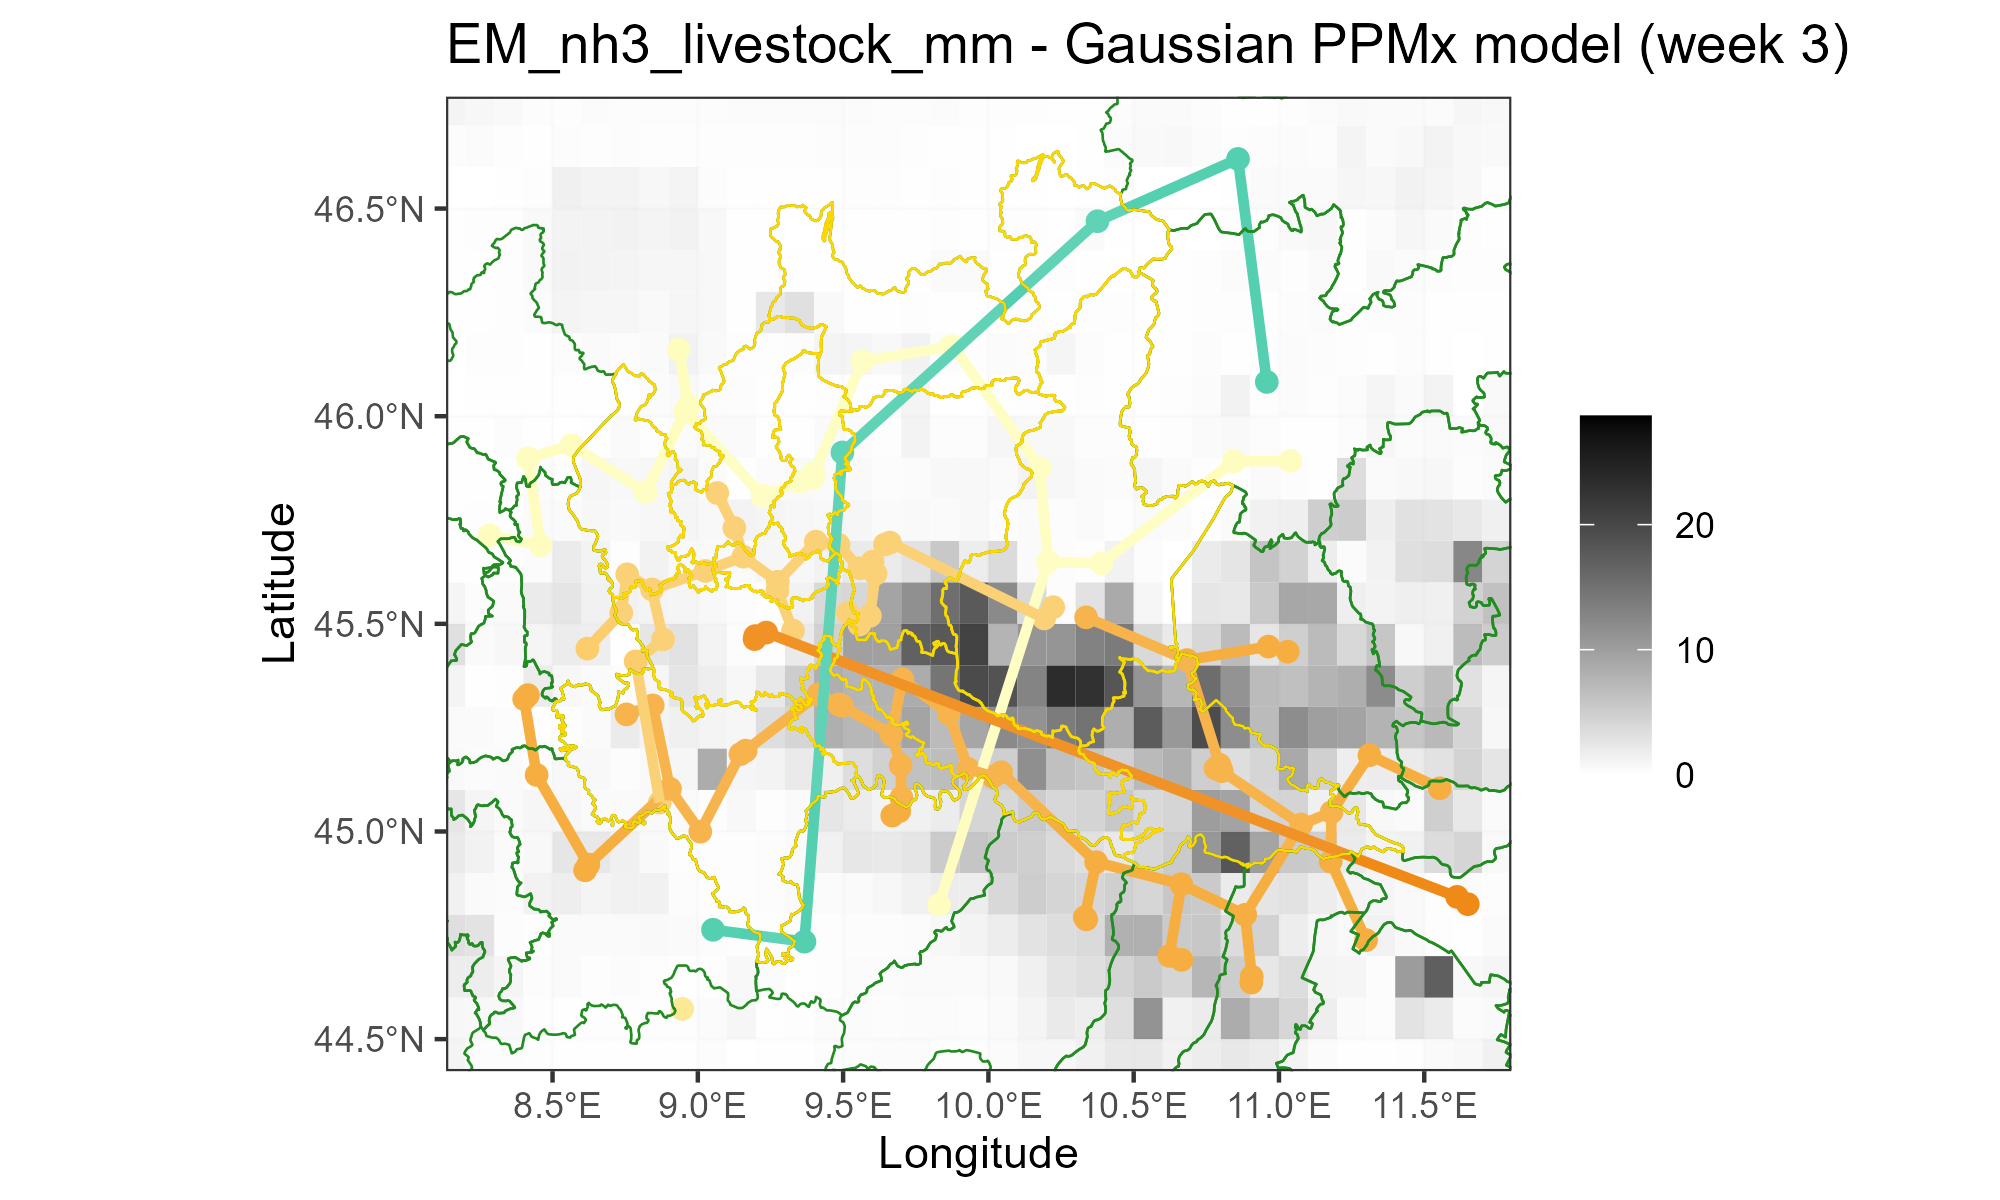 EM_nh3_livestock_mm - Gaussian PPMx model (week 3)
46.5°N
46.0°N
45.5°N
45.0°N
44.5°N
Latitude
8.5°E 9.0°E 9.5°E 10.0°E 10.5°E 11.0°E 11.5°E
Longitude
20
10
0